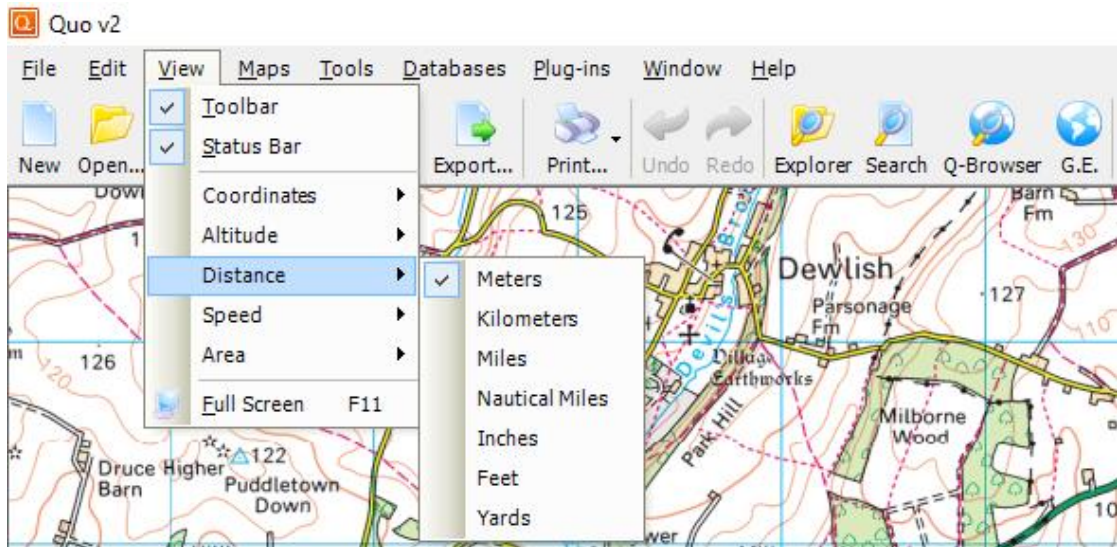 Quo v2
File Edit View Maps Tools Databases Plug-ins Window Help
New Open... Export... Print... Undo Redo Explorer Search Q-Browser G.E.
Toolbar
Status Bar
Coordinates
Altitude
Distance
Speed
Area
Full Screen F11
Meters
Kilometers
Miles
Nautical Miles
Inches
Feet
Yards
125
Barn
Fm
130
Dewlish
Parsonage
Fm
127
110
Devils
Village
Earthworks
Park Hill
Milborne
Wood
126
120
122
Druce Higher
Barn
Puddletown
Down